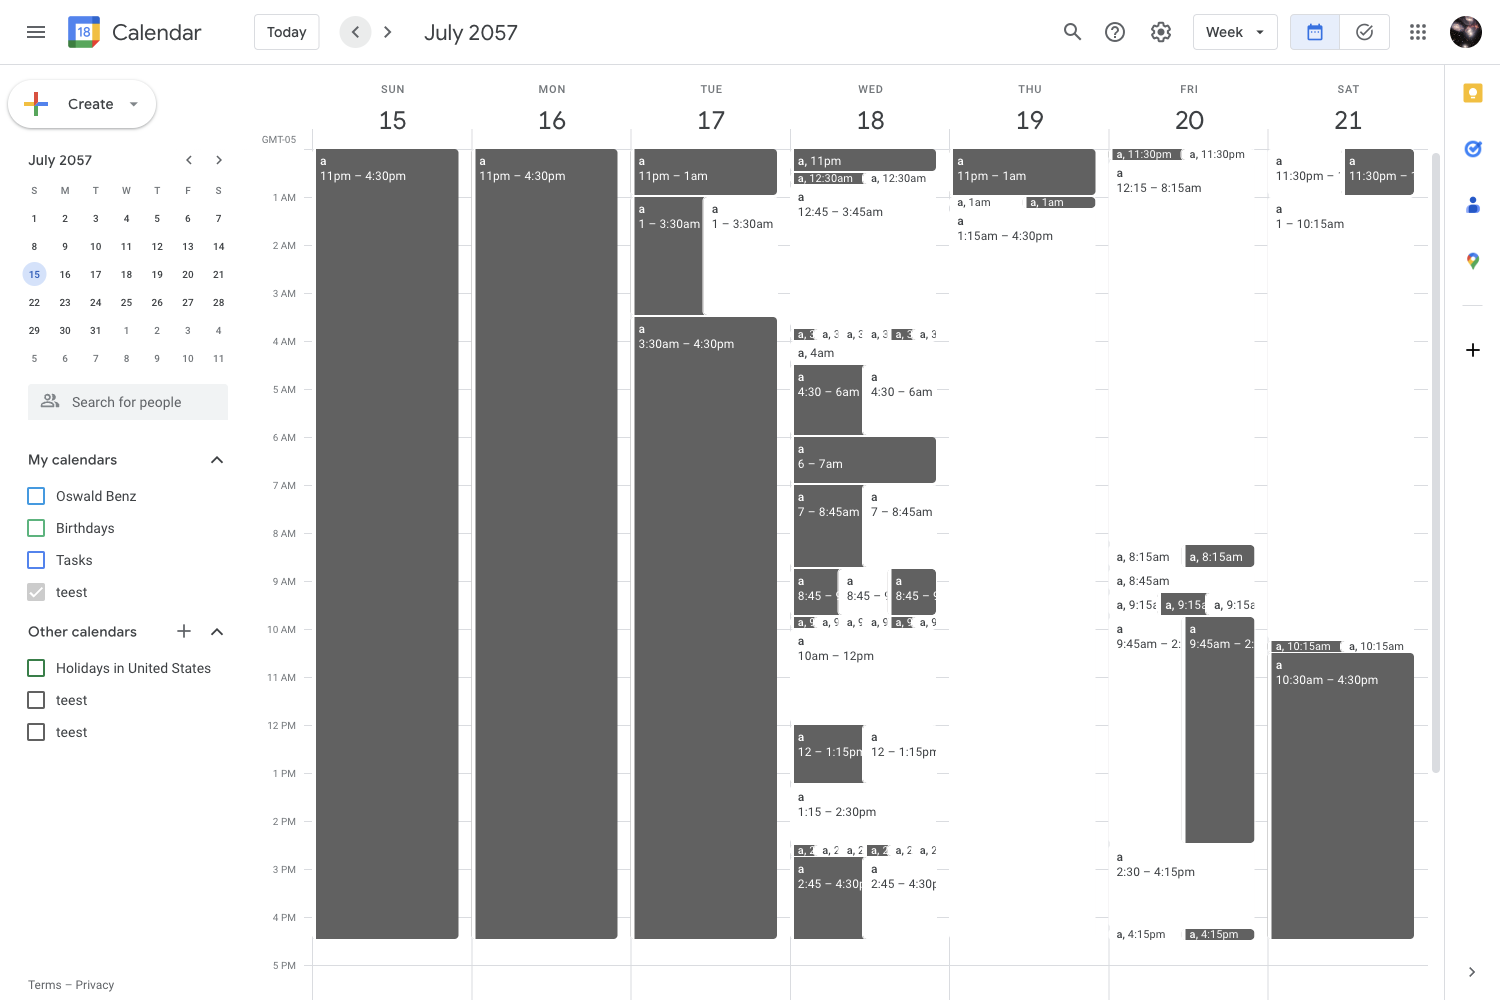 18 Calendar
Today
July 2057
Week
Create
SUN MON TUE WED THU FRI SAT
15 16 17 18 19 20 21
GMT-05
July 2057
S M T W T F S
1 2 3 4 5 6 7
8 9 10 11 12 13 14
15 16 17 18 19 20 21
22 23 24 25 26 27 28
29 30 31 1 2 3 4
5 6 7 8 9 10 11
Search for people
My calendars
Oswald Benz
Birthdays
Tasks
teest
Other calendars
Holidays in United States
teest
teest
Terms – Privacy
1 AM
2 AM
3 AM
4 AM
5 AM
6 AM
7 AM
8 AM
9 AM
10 AM
11 AM
12 PM
1 PM
2 PM
3 PM
4 PM
5 PM
a
11pm – 4:30pm
a
11pm – 4:30pm
a
11pm – 1am
a
1 – 3:30am
a
1 – 3:30am
a
3:30am – 4:30pm
a, 11pm
a, 12:30am
a, 12:30am
a
12:45 – 3:45am
a, 3
a, 3
a, 3
a, 3
a, 3
a, 3
a, 4am
a
4:30 – 6am
a
4:30 – 6am
a
6 – 7am
a
7 – 8:45am
a
7 – 8:45am
a
8:45 – 9
a
8:45 – 9
a
8:45 – 9
a, 9
a, 9
a, 9
a, 9
a, 9
a, 9
a
10am – 12pm
a
12 – 1:15pm
a
12 – 1:15pm
a
1:15 – 2:30pm
a, 2
a, 2
a, 2
a, 2
a, 2
a, 2
a
2:45 – 4:30p
a
2:45 – 4:30p
a
11pm – 1am
a, 1am
a, 1am
a
1:15am – 4:30pm
a, 11:30pm
a, 11:30pm
a
12:15 – 8:15am
a, 8:15am
a, 8:15am
a, 8:45am
a, 9:15a
a, 9:15a
a, 9:15a
a
9:45am – 2:
a
9:45am – 2:
a
2:30 – 4:15pm
a, 4:15pm
a, 4:15pm
a
11:30pm –
a
11:30pm –
a
1 – 10:15am
a, 10:15am
a, 10:15am
a
10:30am – 4:30pm